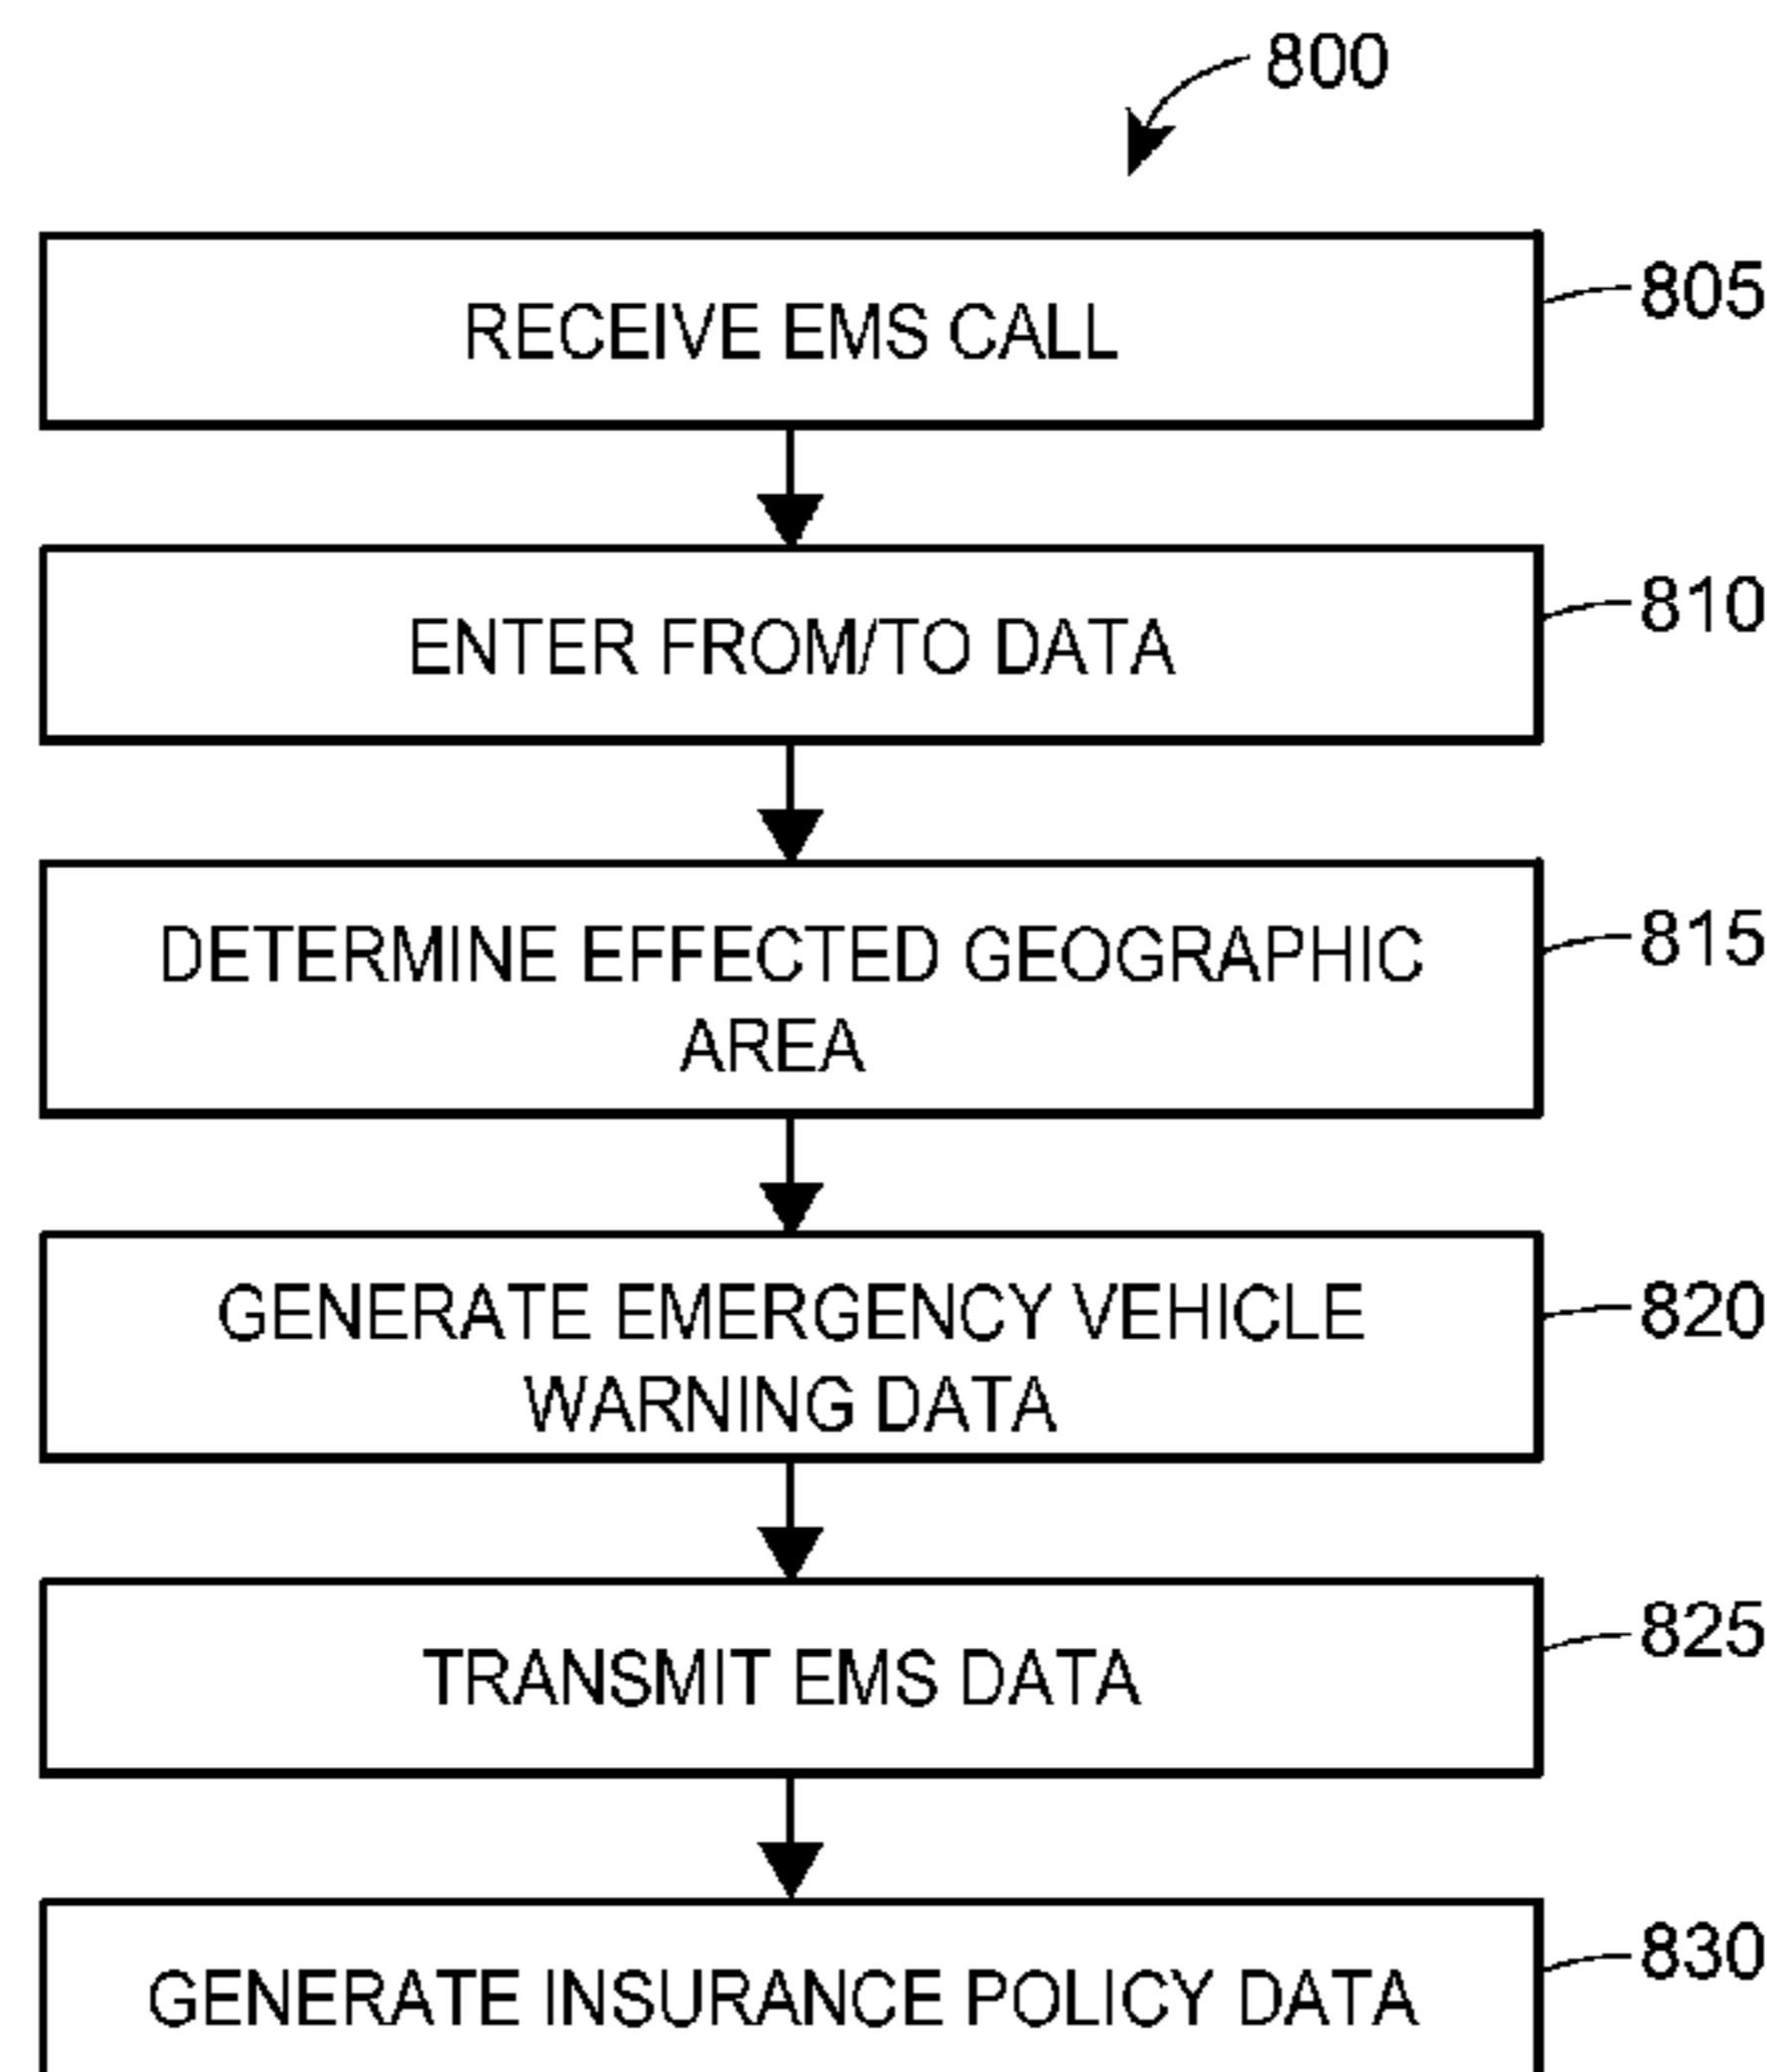 800
RECEIVE EMS CALL
805
ENTER FROM/TO DATA
810
DETERMINE EFFECTED GEOGRAPHIC
AREA
815
GENERATE EMERGENCY VEHICLE
WARNING DATA
820
TRANSMIT EMS DATA
825
GENERATE INSURANCE POLICY DATA
830